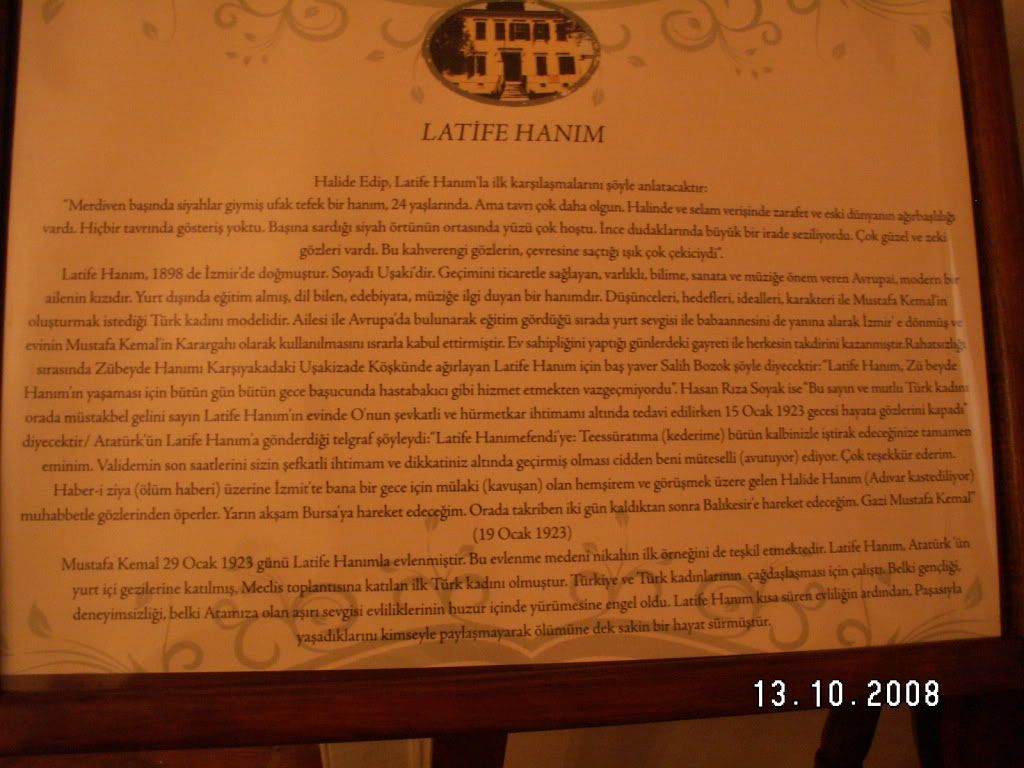 LATİFE HANIM
Halide Edip, Latife Hanım'la ilk karşılaşmalarını şöyle anlatacaktır:
"Merdiven başında siyahlar giymiş ufak tefek bir hanım, 24 yaşlarında. Ama tavrı çok daha olgun. Halinde ve selam verişinde zarafet ve eski dünyanın ağırbaşlılığı
vardı. Hiçbir tavrında gösteriş yoktu. Başına sardığı siyah örtünün ortasında yüzü çok hoştu. İnce dudaklarında büyük bir irade seziliyordu. Çok güzel ve zeki
gözleri vardı. Bu kahverengi gözlerin, çevresine saçtığı ışık çok çekiciydi".
Latife Hanım, 1898 de İzmir'de doğmuştur. Soyadı Uşaki'dir. Geçimini ticaretle sağlayan, varlıklı, bilime, sanata ve müziğe önem veren Avrupai, modern bir
ailenin kızıdır. Yurt dışında eğitim almış, dil bilen, edebiyata, müziğe ilgi duyan bir hanımdır. Düşünceleri, hedefleri, idealleri, karakteri ile Mustafa Kemal'in
oluşturmak istediği Türk kadını modelidir. Ailesi ile Avrupa'da bulunarak eğitim gördüğü sırada yurt sevgisi ile babaannesini de yanına alarak İzmir' e dönmüş ve
evinin Mustafa Kemal'in Karargahı olarak kullanılmasını ısrarla kabul ettirmiştir. Ev sahipliğini yaptığı günlerdeki gayreti ile herkesin takdirini kazanmıştır.Rahatsızlığı
sırasında Zübeyde Hanımı Karşıyakadaki Uşakizade Köşkünde ağırlayan Latife Hanım için baş yaver Salih Bozok şöyle diyecektir:"Latife Hanım, Zü beyde
Hanım'ın yaşaması için bütün gün bütün gece başucunda hastabakıcı gibi hizmet etmekten vazgeçmiyordu". Hasan Rıza Soyak ise "Bu sayın ve mutlu Türk kadını
orada müstakbel gelini sayın Latife Hanım'ın evinde O'nun şevkatli ve hürmetkar ihtimamı altında tedavi edilirken 15 Ocak 1923 gecesi hayata gözlerini kapadı"
diyecektir/ Atatürk'ün Latife Hanım'a gönderdiği telgraf şöyleydi:"Latife Hanımefendi'ye: Teessüratıma (kederime) bütün kalbinizle iştirak edeceğinize tamamen
eminim. Validemin son saatlerini sizin şefkatli ihtimam ve dikkatiniz altında geçirmiş olması cidden beni müteselli (avutuyor) ediyor. Çok teşekkür ederim.
Haber-i ziya (ölüm haberi) üzerine İzmir'te bana bir gece için mülaki (kavuşan) olan hemşirem ve görüşmek üzere gelen Halide Hanım (Adıvar kastediliyor)
muhabbetle gözlerinden öperler. Yarın akşam Bursa'ya hareket edeceğim. Orada takriben iki gün kaldıktan sonra Balıkesir'e hareket edeceğim. Gazi Mustafa Kemal"
(19 Ocak 1923)
Mustafa Kemal 29 Ocak 1923 günü Latife Hanımla evlenmiştir. Bu evlenme medeni nikahın ilk örneğini de teşkil etmektedir. Latife Hanım, Atatürk 'ün
yurt içi gezilerine katılmış, Meclis toplantısına katılan ilk Türk kadını olmuştur. Türkiye ve Türk kadınlarının çağdaşlaşması için çalıştı. Belki gençliği,
deneyimsizliği, belki Atamıza olan aşırı sevgisi evliliklerinin huzur içinde yürümesine engel oldu. Latife Hanım kısa süren evliliğin ardından, Paşasıyla
yaşadıklarını kimseyle paylaşmayarak ölümüne dek sakin bir hayat sürmüştür.
13.10.2008